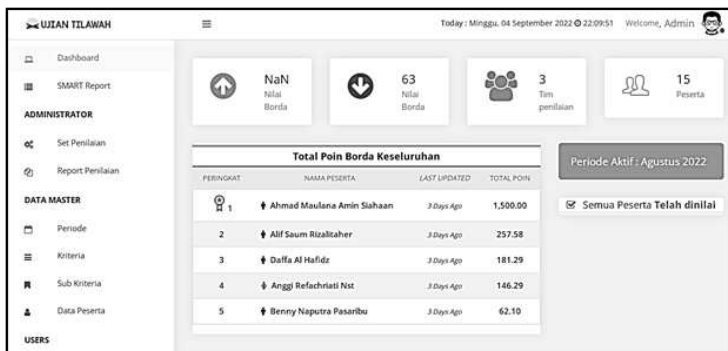 UJIAN TILAWAH
Today : Minggu, 04 September 2022 22:09:51 Welcome, Admin
Dashboard
SMART Report
ADMINISTRATOR
Set Penilaian
Report Penilaian
DATA MASTER
Periode
Kriteria
Sub Kriteria
Data Peserta
USERS
NaN
Nilai
Borda
63
Nilai
Borda
3
Tim
penilaian
15
Peserta
Total Poin Borda Keseluruhan
PERINGKAT NAMA PESERTA LAST UPDATED TOTAL POIN
1 Ahmad Maulana Amin Siahaan 3 Days Ago 1,500.00
2 Alif Saum Rizalitaher 3 Days Ago 257.58
3 Daffa Al Hafidz 3 Days Ago 181.29
4 Anggi Refachriati Nst 3 Days Ago 146.29
5 Benny Naputra Pasaribu 3 Days Ago 62.10
Periode Aktif : Agustus 2022
Semua Peserta Telah dinilai